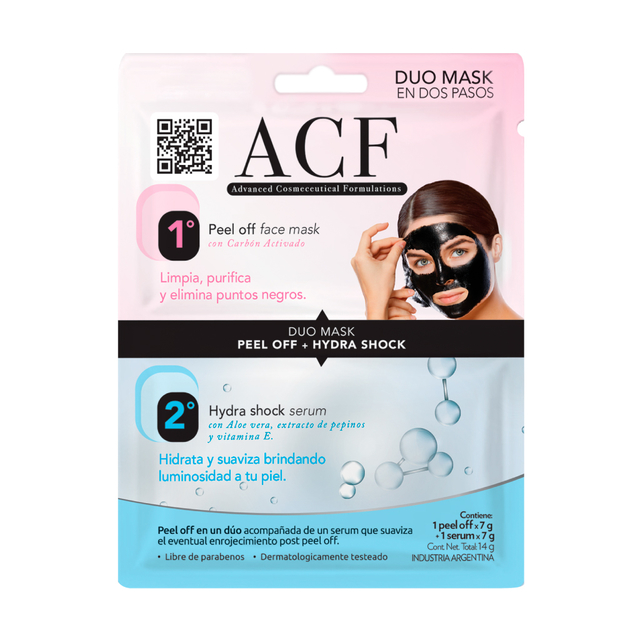 DUO MASK
EN DOS PASOS
ACF
Advanced Cosmeceutical Formulations
1°
Peel off face mask
con Carbón Activado
Limpia, purifica
y elimina puntos negros.
DUO MASK
PEEL OFF + HYDRA SHOCK
2°
Hydra shock serum
con Aloe vera, extracto de pepinos
y vitamina E.
Hidrata y suaviza brindando
luminosidad a tu piel.
Peel off en un dúo acompañada de un serum que suaviza
el eventual enrojecimiento post peel off.
• Libre de parabenos • Dermatologicamente testeado
Contiene:
1 peel off x 7 g
+ 1 serum x 7 g
Cont. Net. Total: 14 g
INDUSTRIA ARGENTINA